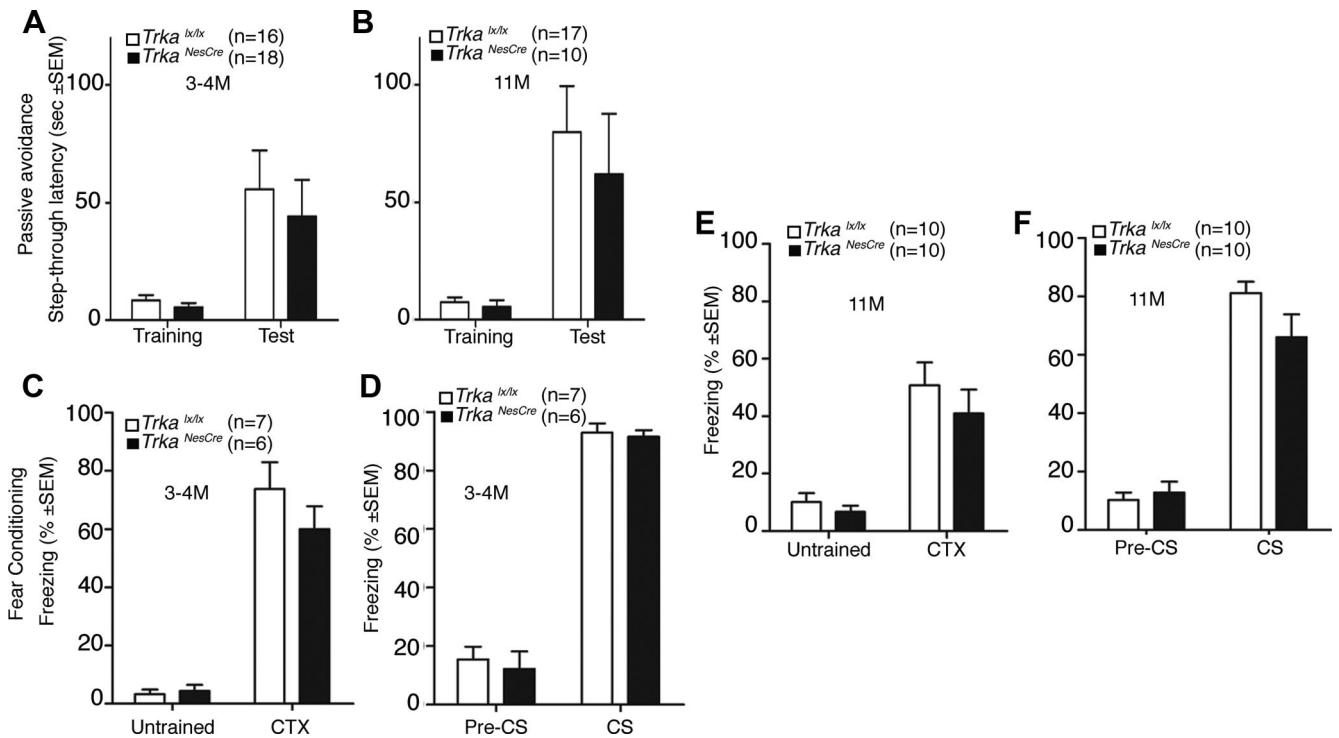 A
Trka lx/lx (n=16)
Trka NesCre (n=18)
3-4M
Passive avoidance
Step-through latency (sec ±SEM)
100
50
0
Training Test
B
Trka lx/lx (n=17)
Trka NesCre (n=10)
11M
100
50
0
Training Test
C
Trka lx/lx (n=7)
Trka NesCre (n=6)
3-4M
Fear Conditioning
Freezing (% ±SEM)
100
80
60
40
20
0
Untrained CTX
D
Trka lx/lx (n=7)
Trka NesCre (n=6)
3-4M
Freezing (% ±SEM)
100
80
60
40
20
0
Pre-CS CS
E
Trka lx/lx (n=10)
Trka NesCre (n=10)
11M
Freezing (% ±SEM)
100
80
60
40
20
0
Untrained CTX
F
Trka lx/lx (n=10)
Trka NesCre (n=10)
11M
100
80
60
40
20
0
Pre-CS CS